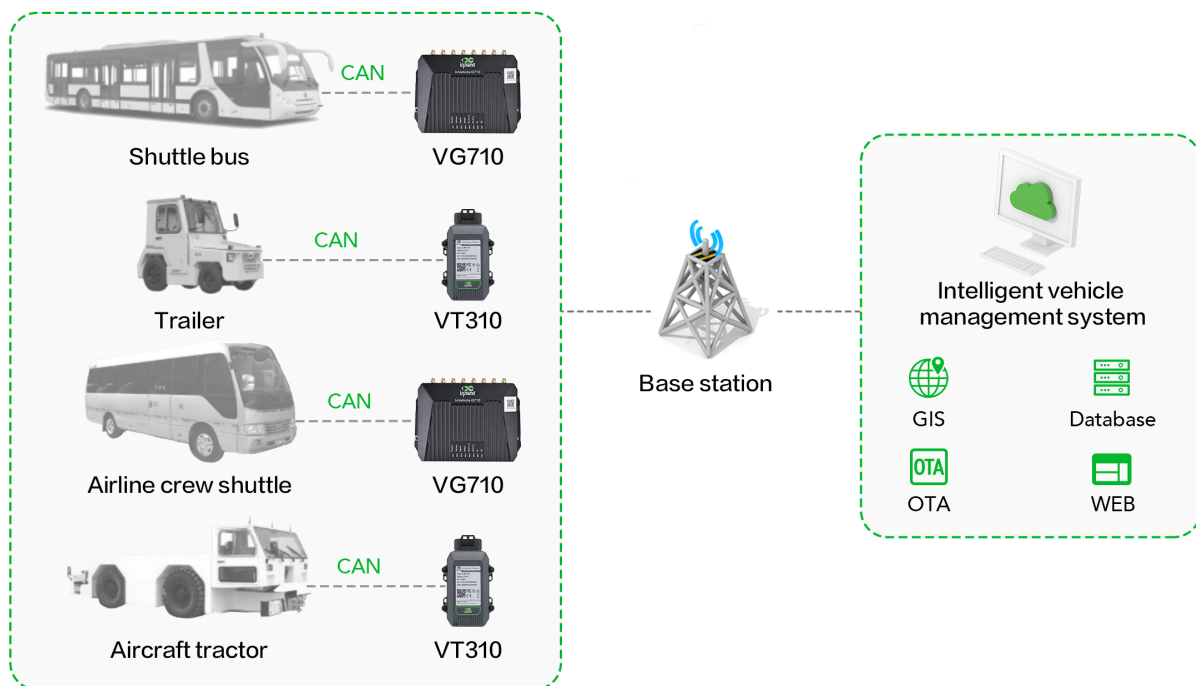 CAN
Shuttle bus
VG710
CAN
Trailer
VT310
CAN
Airline crew shuttle
VG710
CAN
Aircraft tractor
VT310
Base station
Intelligent vehicle
management system
GIS
Database
OTA
OTA
WEB